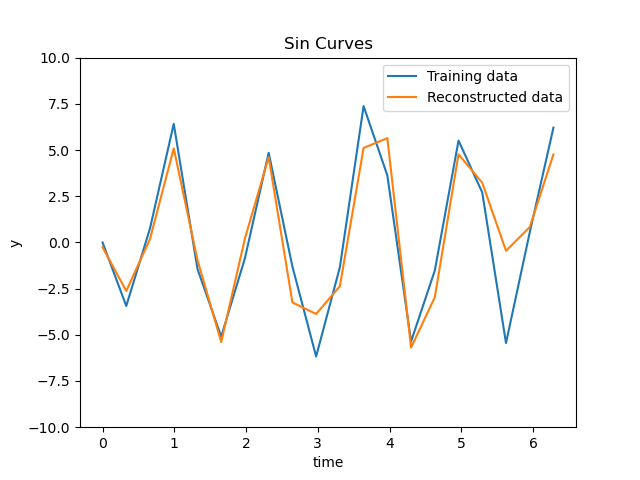 Sin Curves
Training data
Reconstructed data
10.0
7.5
5.0
2.5
0.0
−2.5
−5.0
−7.5
−10.0
y
0 1 2 3 4 5 6
time